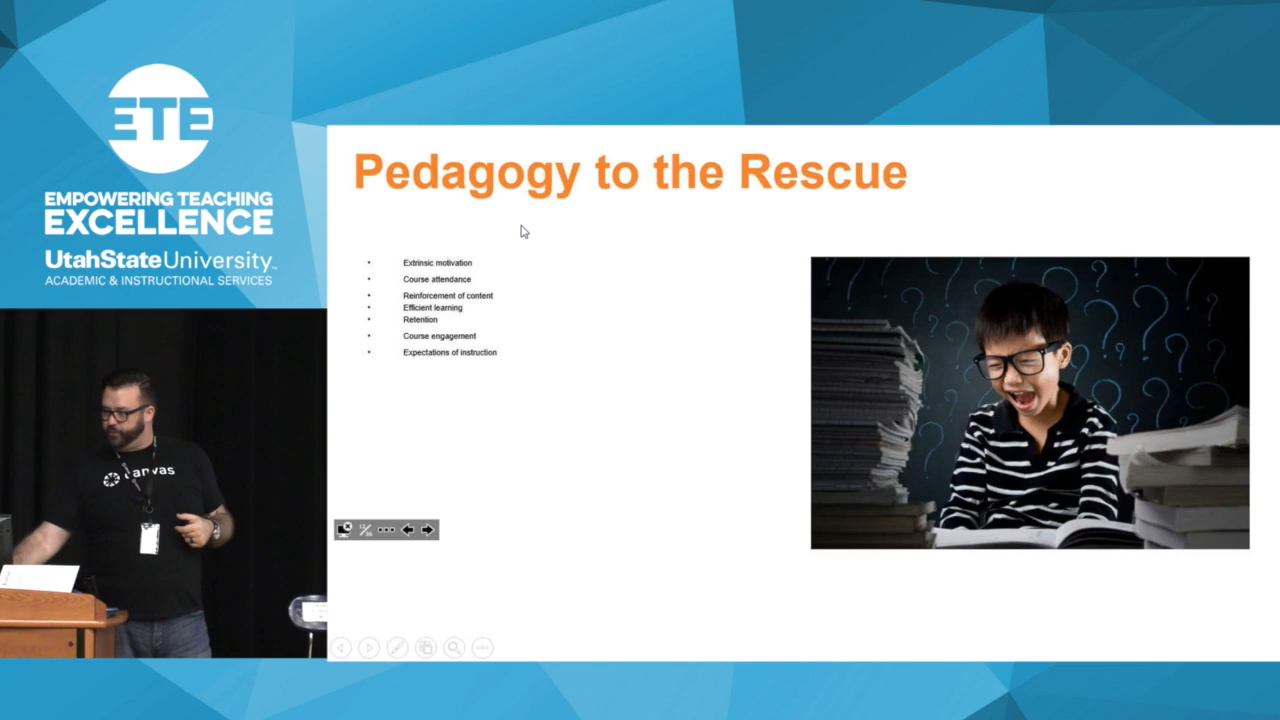 ETE
EMPOWERING TEACHING
EXCELLENCE
UtahStateUniversity™
ACADEMIC & INSTRUCTIONAL SERVICES
Pedagogy to the Rescue
• Extrinsic motivation
• Course attendance
• Reinforcement of content
• Efficient learning
• Retention
• Course engagement
• Expectations of instruction
canvas